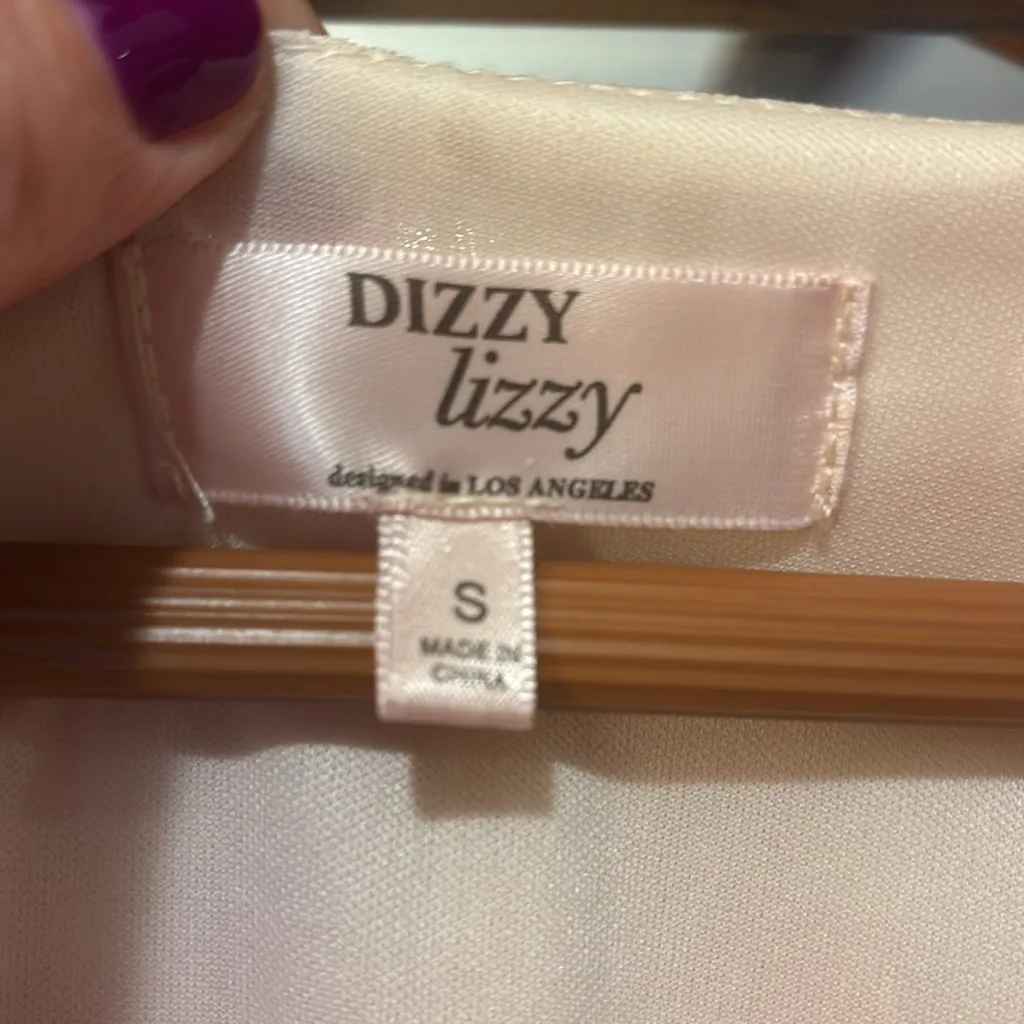 DIZZY
lizzy
designed in LOS ANGELES
S
MADE IN
CHINA